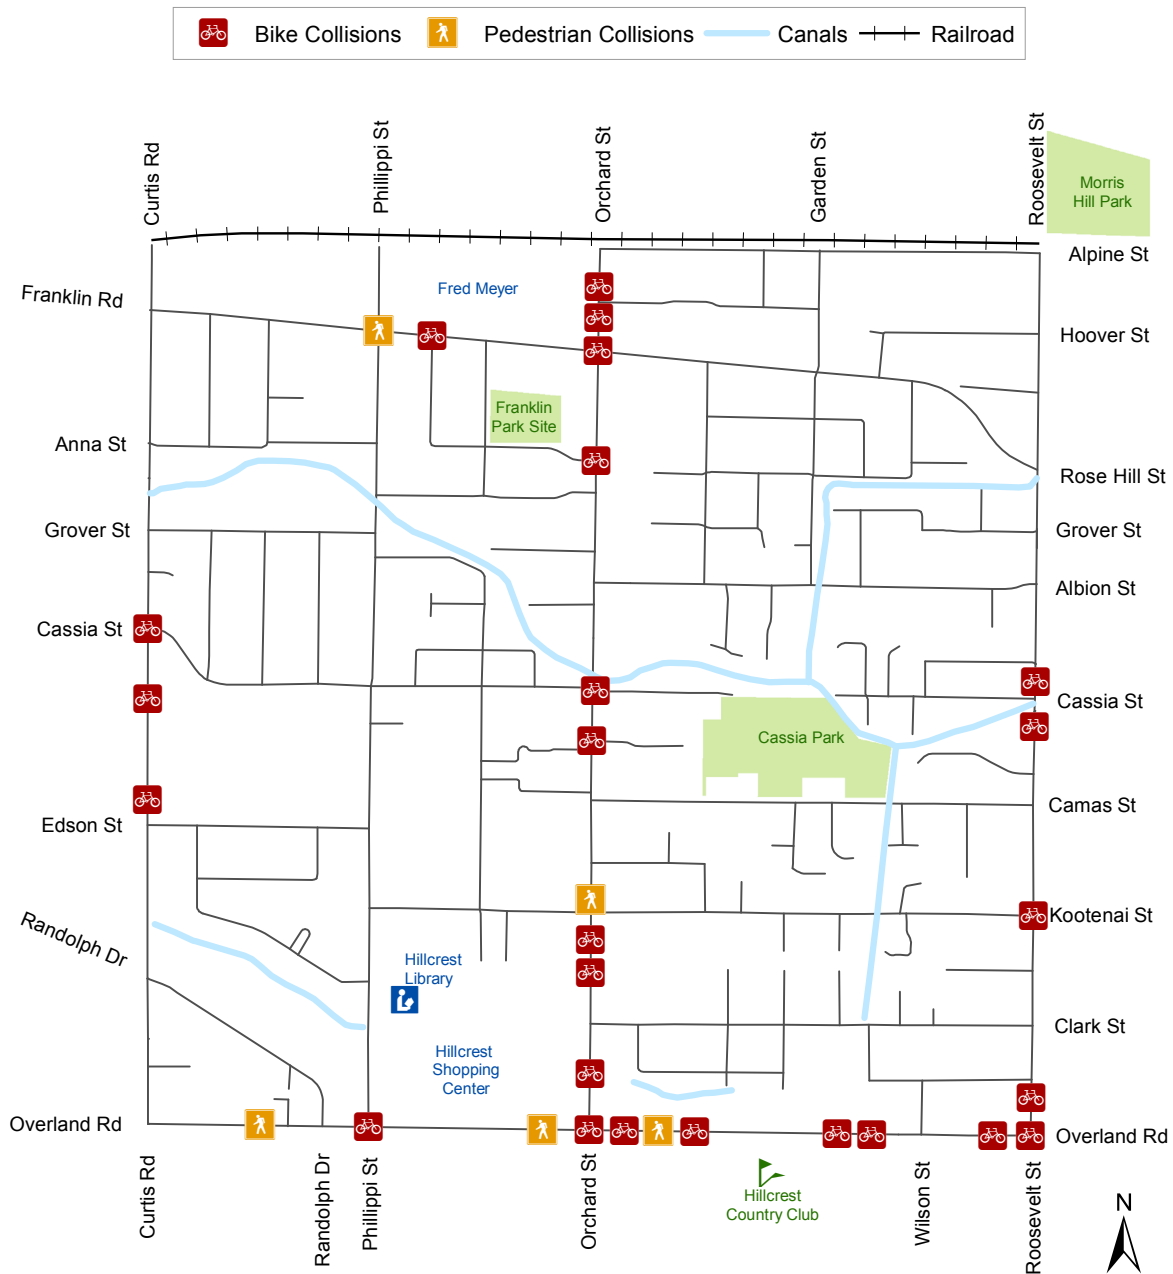 Bike Collisions
Pedestrian Collisions
Canals
Railroad
Curtis Rd
Phillippi St
Orchard St
Garden St
Roosevelt St
Morris
Hill Park
Alpine St
Franklin Rd
Fred Meyer
Hoover St
Franklin
Park Site
Anna St
Rose Hill St
Grover St
Grover St
Albion St
Cassia St
Cassia St
Cassia Park
Camas St
Edson St
Kootenai St
Randolph Dr
Hillcrest
Library
Clark St
Hillcrest
Shopping
Center
Overland Rd
Overland Rd
Curtis Rd
Randolph Dr
Phillippi St
Orchard St
Hillcrest
Country Club
Wilson St
Roosevelt St
N